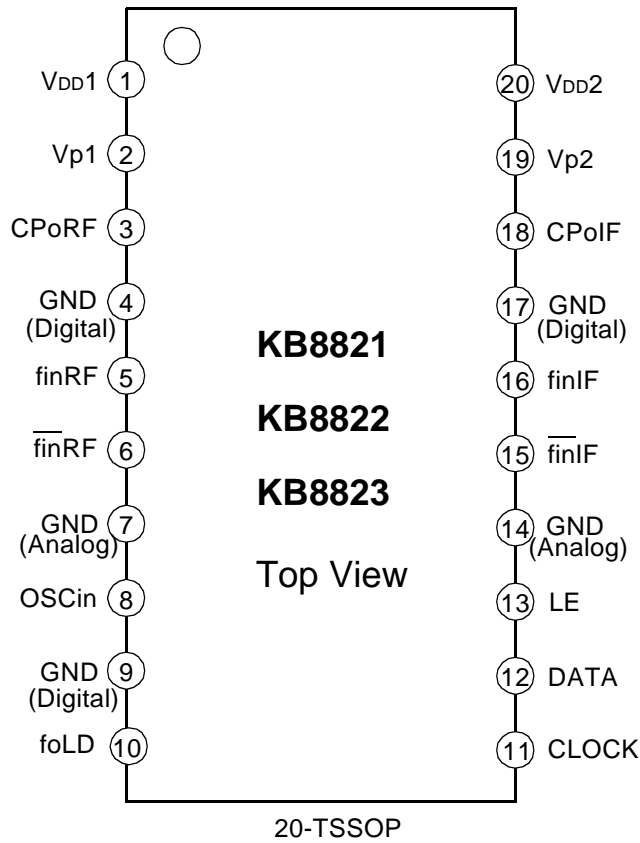 VDD1 1
Vp1 2
CPoRF 3
GND (Digital) 4
finRF 5
f̅i̅n̅RF 6
GND (Analog) 7
OSCin 8
GND (Digital) 9
foLD 10
KB8821
KB8822
KB8823
Top View
20 VDD2
19 Vp2
18 CPoIF
17 GND (Digital)
16 finIF
15 f̅i̅n̅IF
14 GND (Analog)
13 LE
12 DATA
11 CLOCK
20-TSSOP